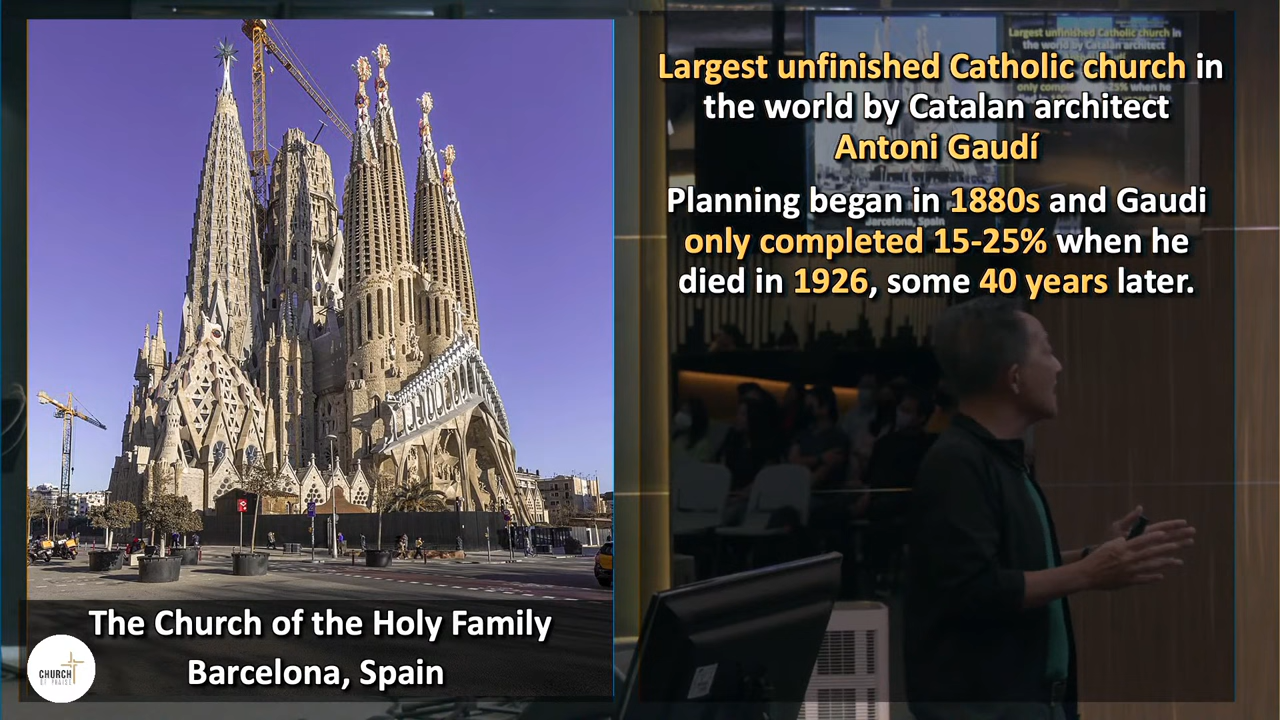 Largest unfinished Catholic church in
the world by Catalan architect
Antoni Gaudí
Planning began in 1880s and Gaudi
only completed 15-25% when he
died in 1926, some 40 years later.
The Church of the Holy Family
Barcelona, Spain
CHURCH
OF PRAISE